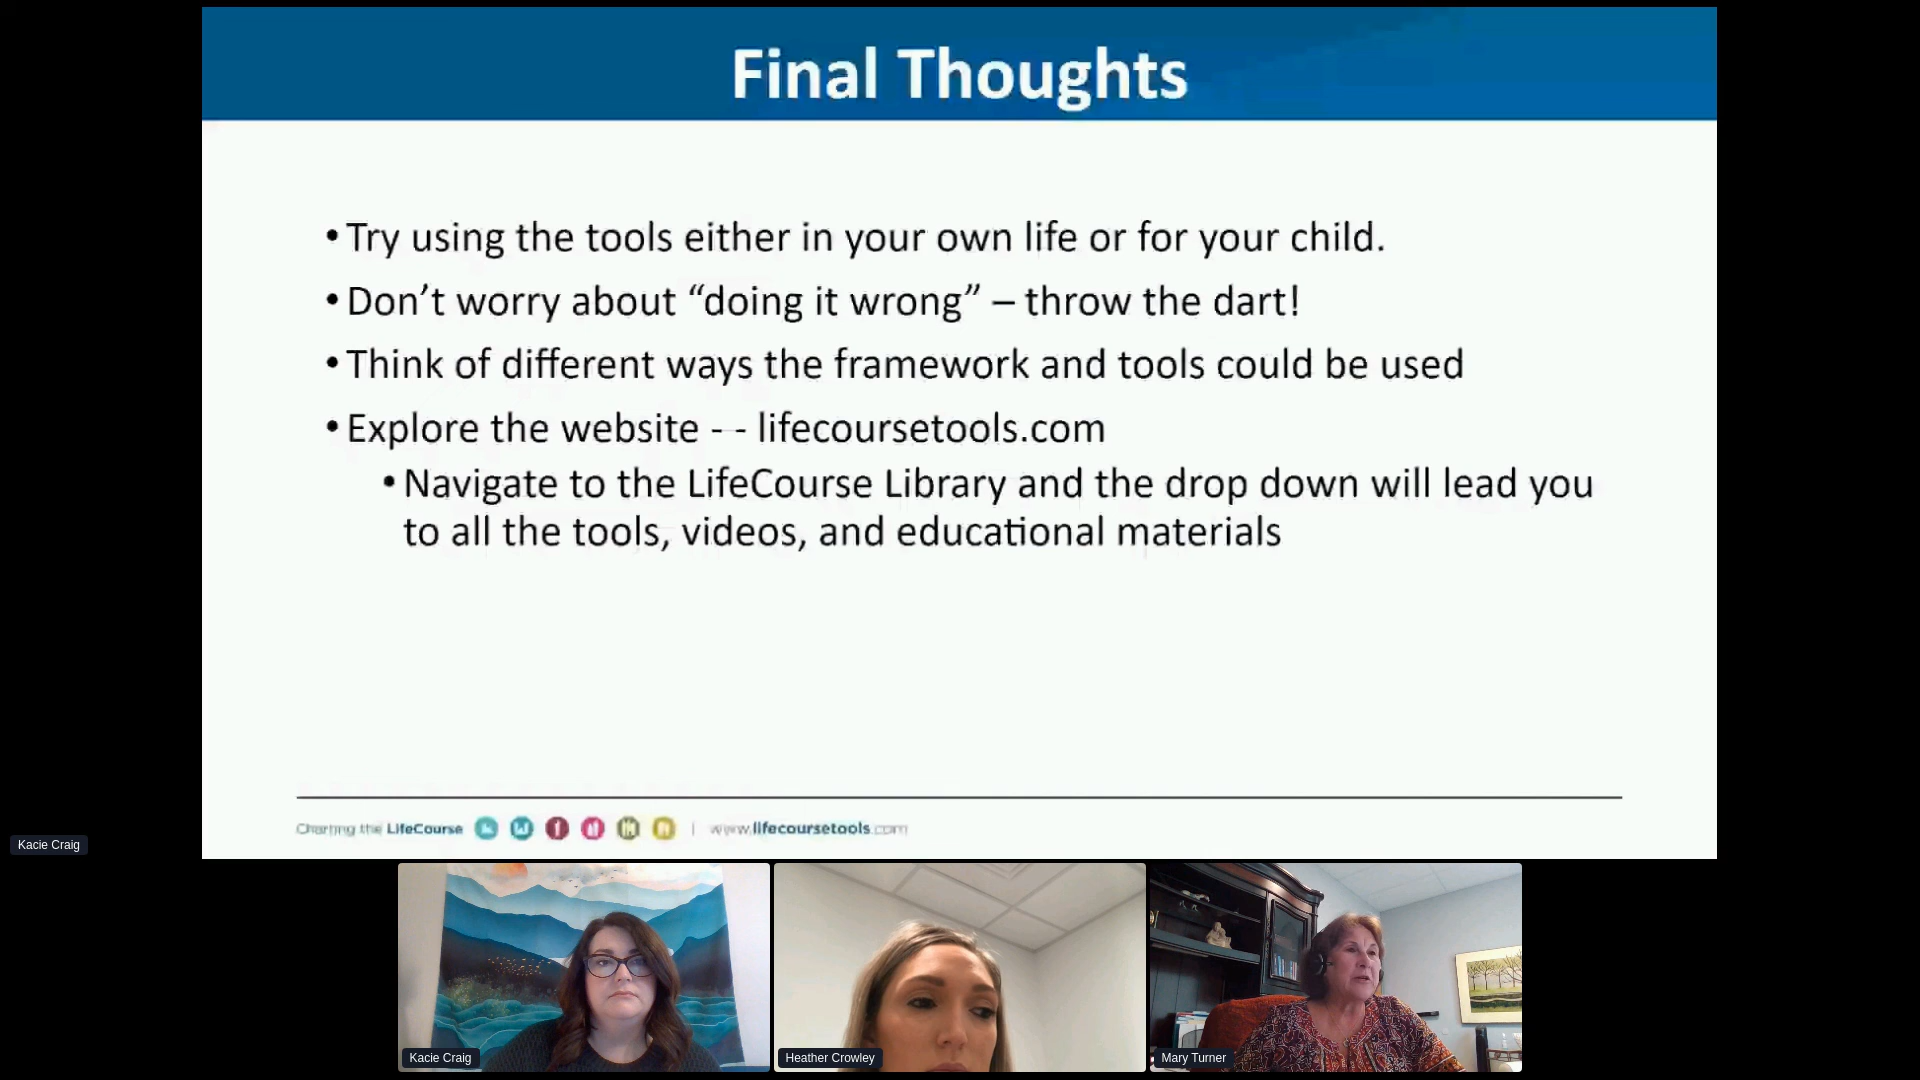 Final Thoughts
• Try using the tools either in your own life or for your child.
• Don’t worry about “doing it wrong” – throw the dart!
• Think of different ways the framework and tools could be used
• Explore the website - - lifecoursetools.com
• Navigate to the LifeCourse Library and the drop down will lead you
to all the tools, videos, and educational materials
Charting the LifeCourse | www.lifecoursetools.com
Kacie Craig
Kacie Craig
Heather Crowley
Mary Turner